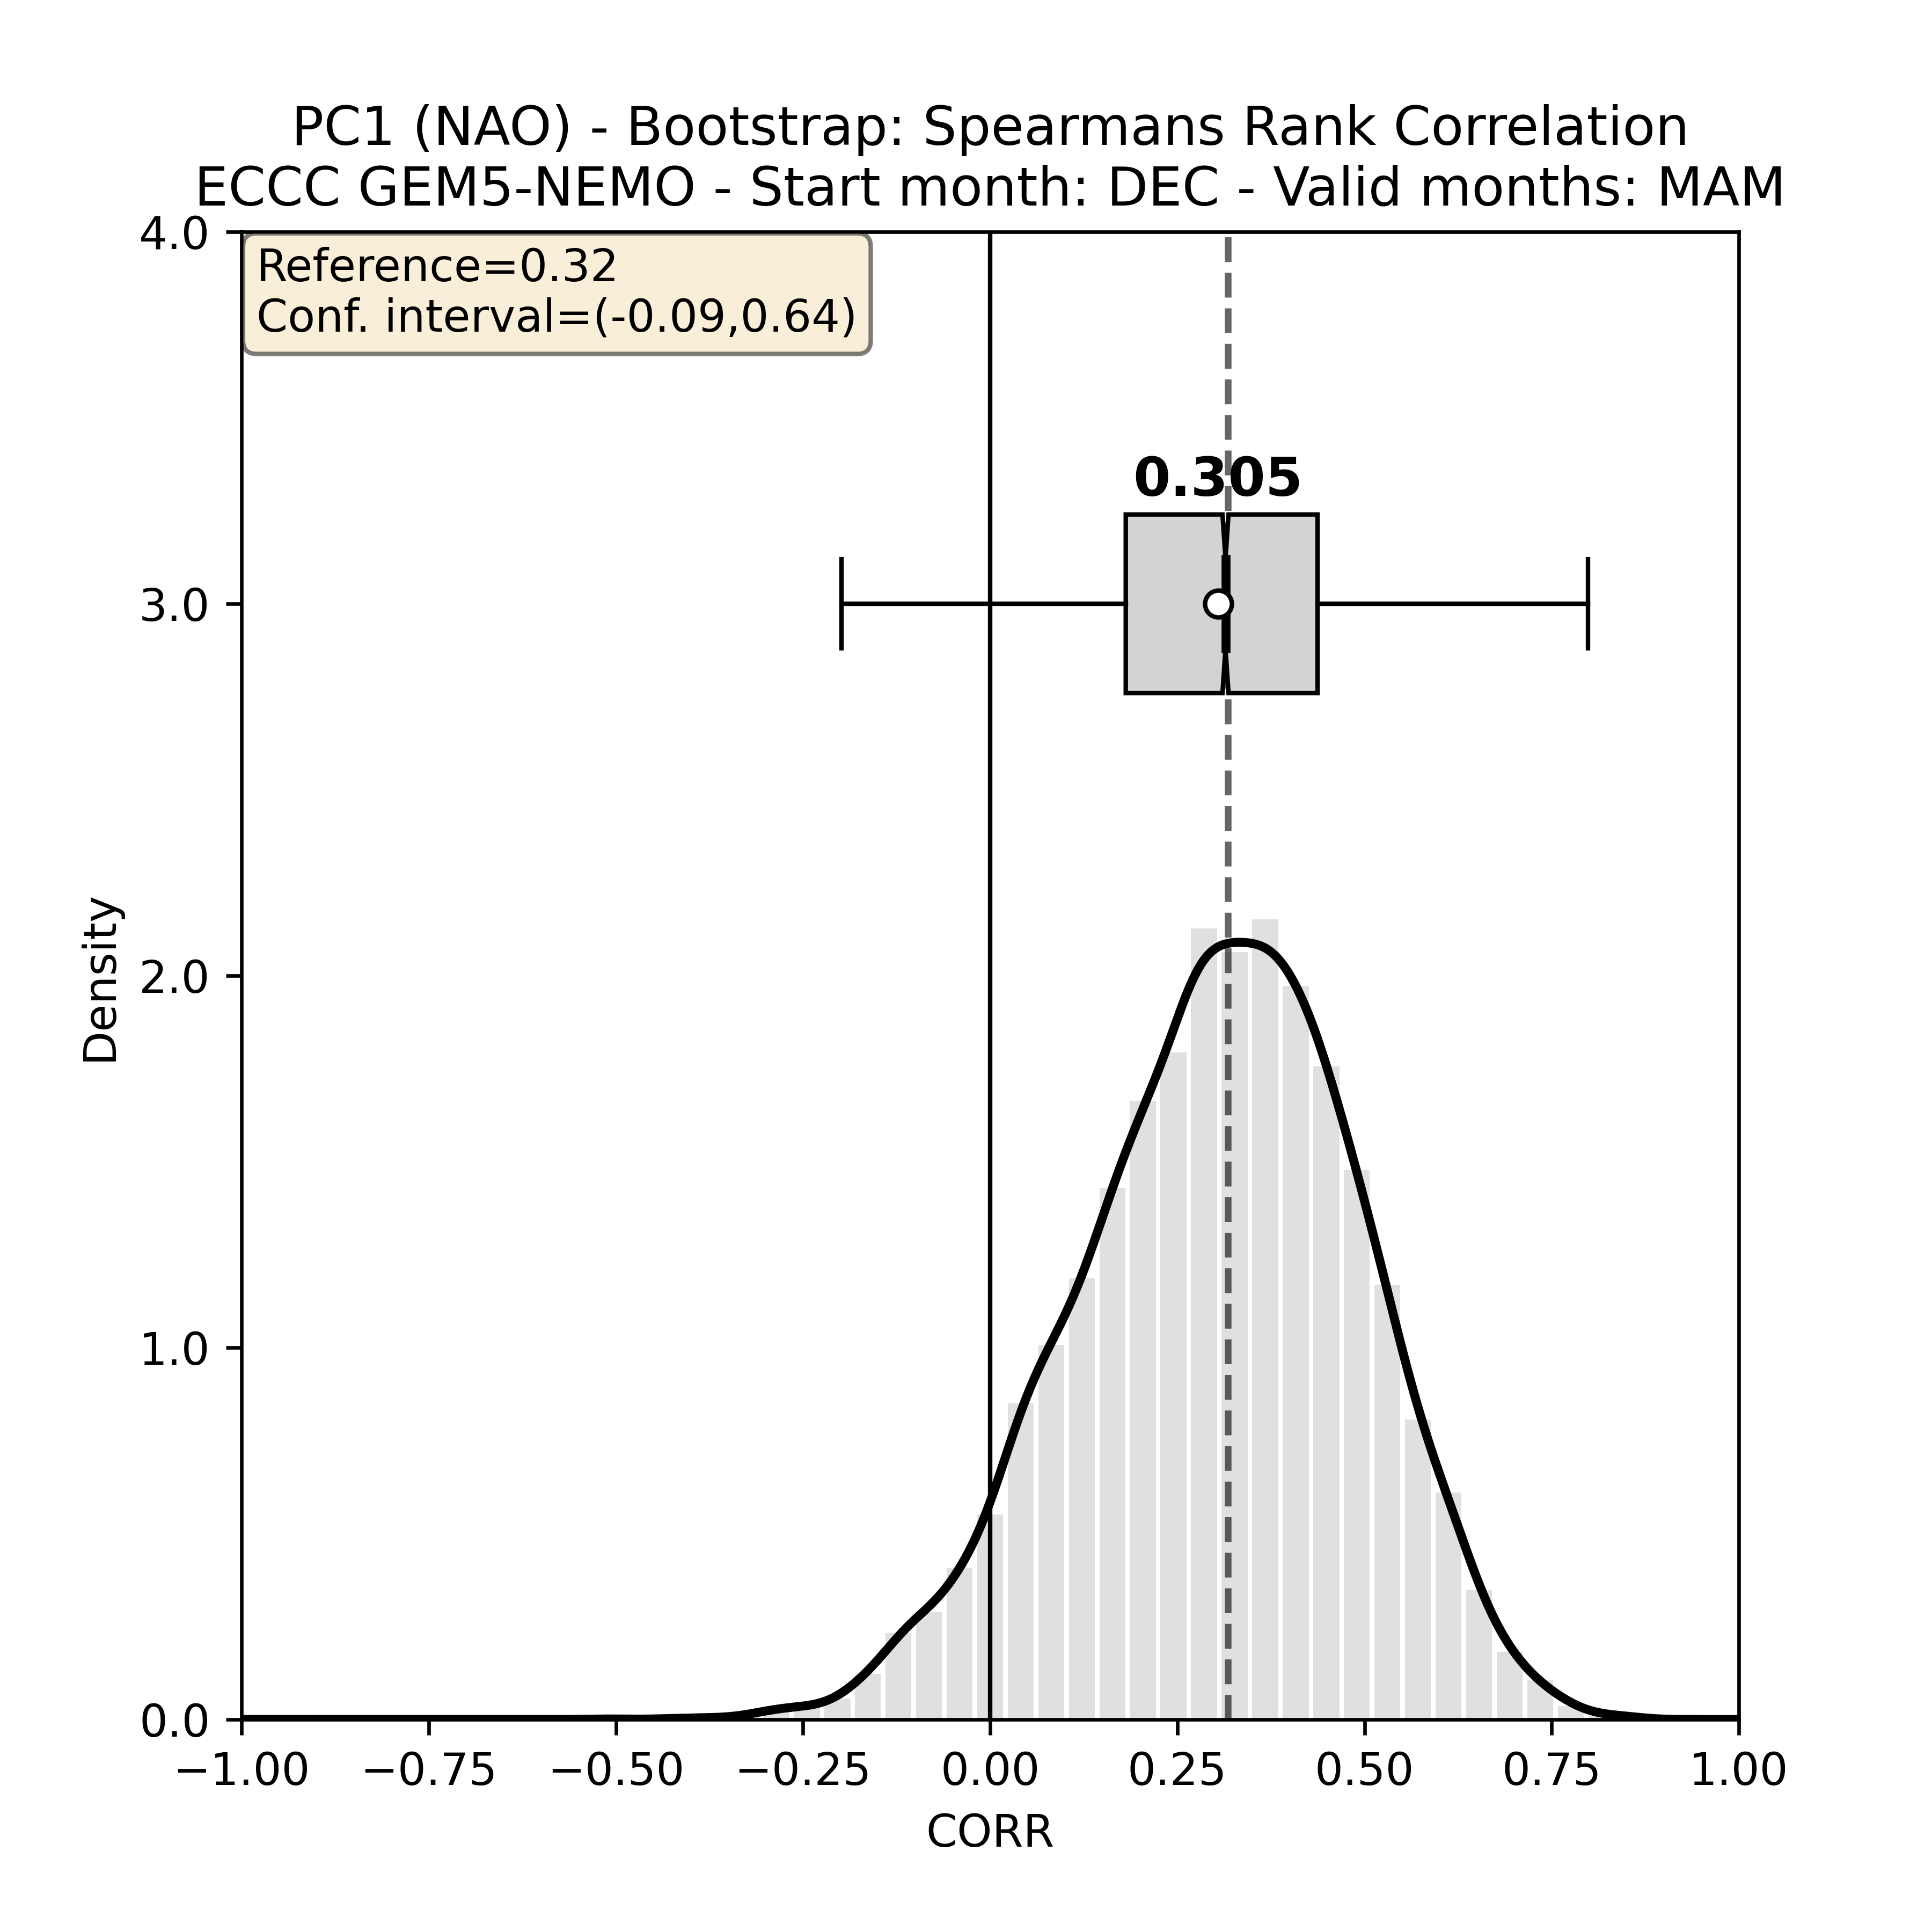 PC1 (NAO) - Bootstrap: Spearmans Rank Correlation
ECCC GEM5-NEMO - Start month: DEC - Valid months: MAM
Reference=0.32
Conf. interval=(-0.09,0.64)
0.305
4.0
3.0
2.0
1.0
0.0
Density
−1.00 −0.75 −0.50 −0.25 0.00 0.25 0.50 0.75 1.00
CORR